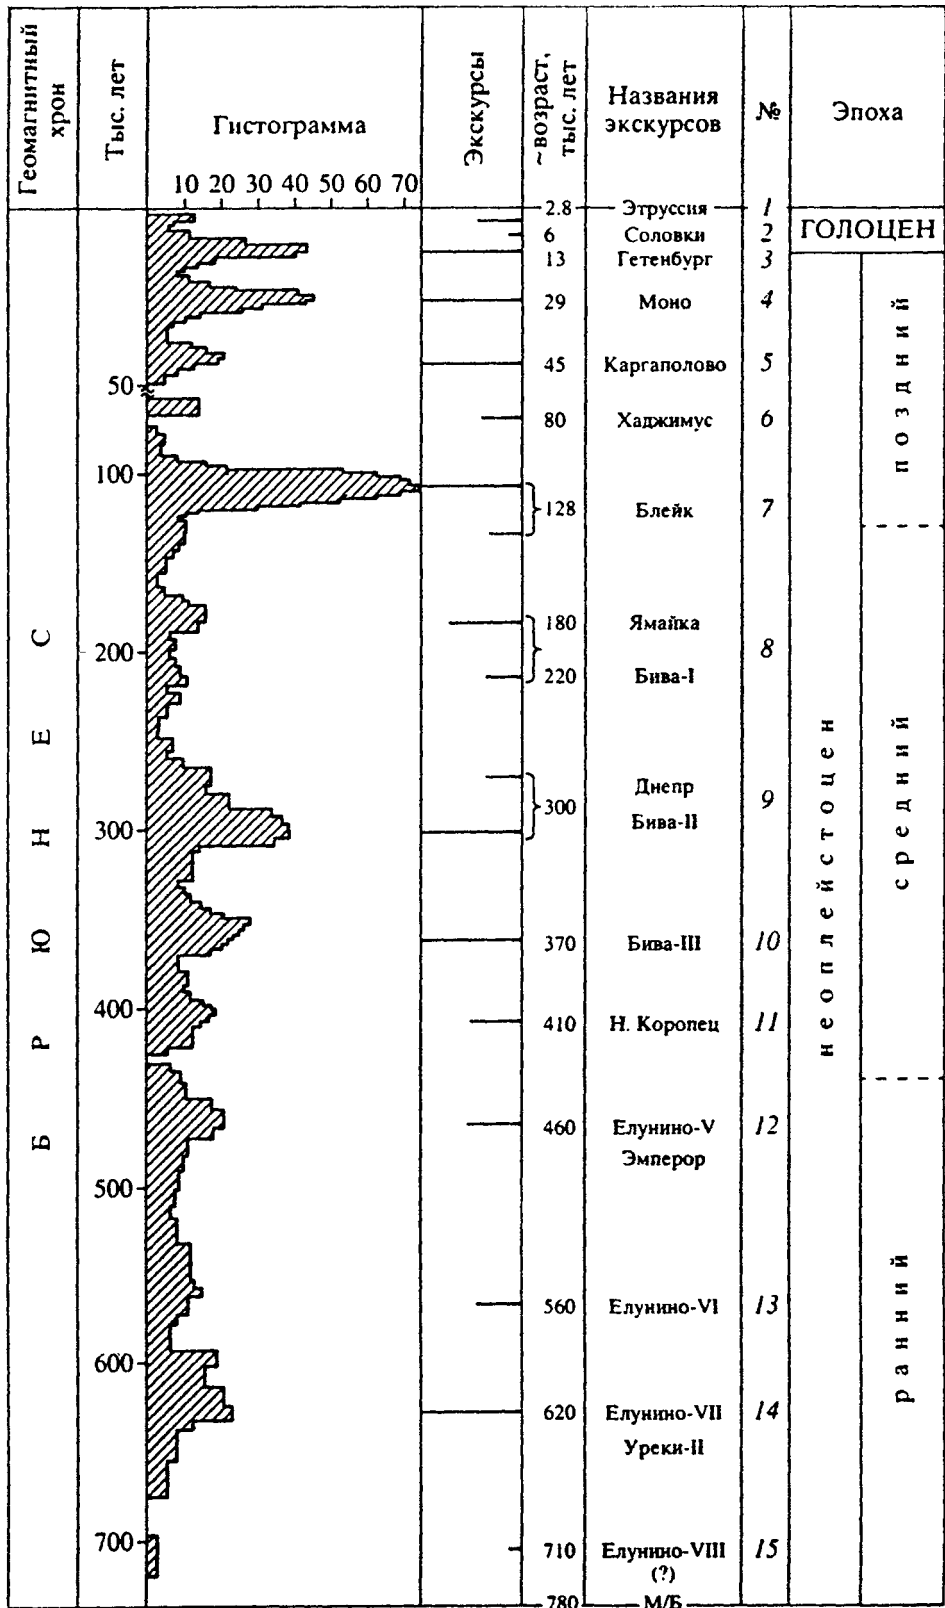 Геомагнитный хрон
Тыс. лет
Гистограмма
10 20 30 40 50 60 70
Экскурсы
~возраст, тыс. лет
Названия
экскурсов
№
Эпоха
2.8 Этруссия 1
6 Соловки 2 ГОЛОЦЕН
13 Гетенбург 3
29 Моно 4
45 Каргаполово 5
50
80 Хаджимус 6
100
128 Блейк 7
180 Ямайка
8
200
220 Бива-I
Днепр
300 9
Бива-II
300
370 Бива-III 10
400
410 Н. Коропец 11
460 Елунино-V 12
Эмперор
500
560 Елунино-VI 13
600
620 Елунино-VII 14
Уреки-II
700
710 Елунино-VIII 15
(?)
780 М/Б
БРЮНЕС
неоплейстоцен
поздний
средний
ранний